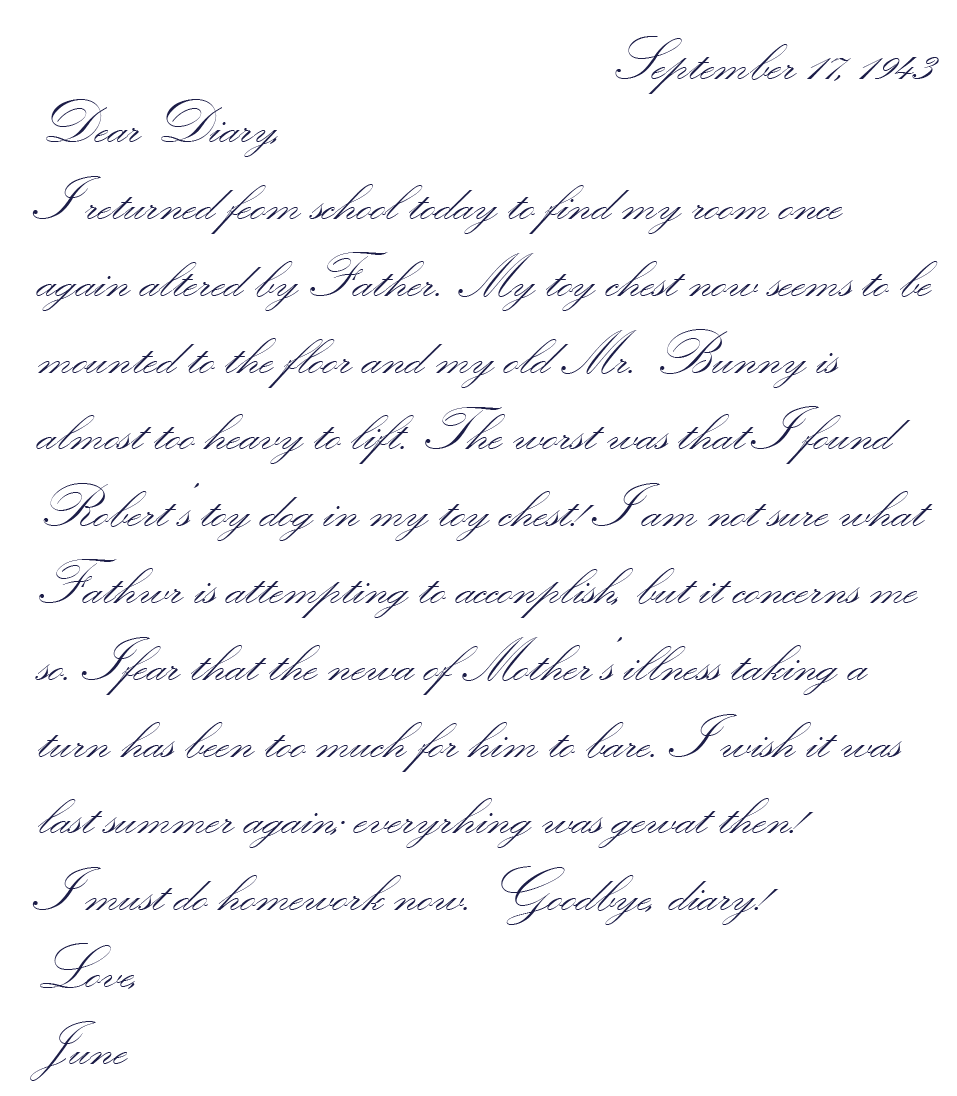 September 17, 1943
Dear Diary,
I returned feom school today to find my room once
again altered by Father. My toy chest now seems to be
mounted to the floor and my old Mr. Bunny is
almost too heavy to lift. The worst was that I found
Robert's toy dog in my toy chest! I am not sure what
Fathwr is attempting to acconplish, but it concerns me
so. I fear that the newa of Mother's illness taking a
turn has been too much for him to bare. I wish it was
last summer again; everyrhing was gewat then!
I must do homework now. Goodbye, diary!
Love,
June